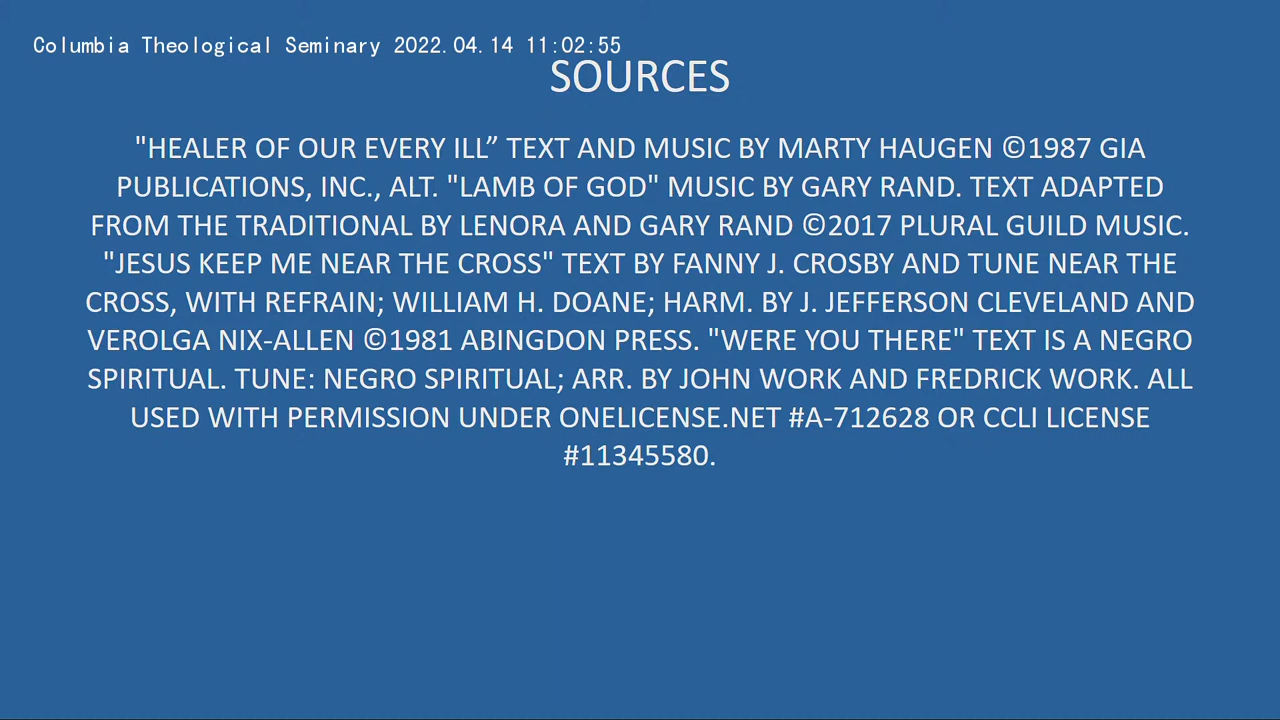 Columbia Theological Seminary 2022.04.14 11:02:55
SOURCES
"HEALER OF OUR EVERY ILL” TEXT AND MUSIC BY MARTY HAUGEN ©1987 GIA
PUBLICATIONS, INC., ALT. "LAMB OF GOD" MUSIC BY GARY RAND. TEXT ADAPTED
FROM THE TRADITIONAL BY LENORA AND GARY RAND ©2017 PLURAL GUILD MUSIC.
"JESUS KEEP ME NEAR THE CROSS" TEXT BY FANNY J. CROSBY AND TUNE NEAR THE
CROSS, WITH REFRAIN; WILLIAM H. DOANE; HARM. BY J. JEFFERSON CLEVELAND AND
VEROLGA NIX-ALLEN ©1981 ABINGDON PRESS. "WERE YOU THERE" TEXT IS A NEGRO
SPIRITUAL. TUNE: NEGRO SPIRITUAL; ARR. BY JOHN WORK AND FREDRICK WORK. ALL
USED WITH PERMISSION UNDER ONELICENSE.NET #A-712628 OR CCLI LICENSE
#11345580.